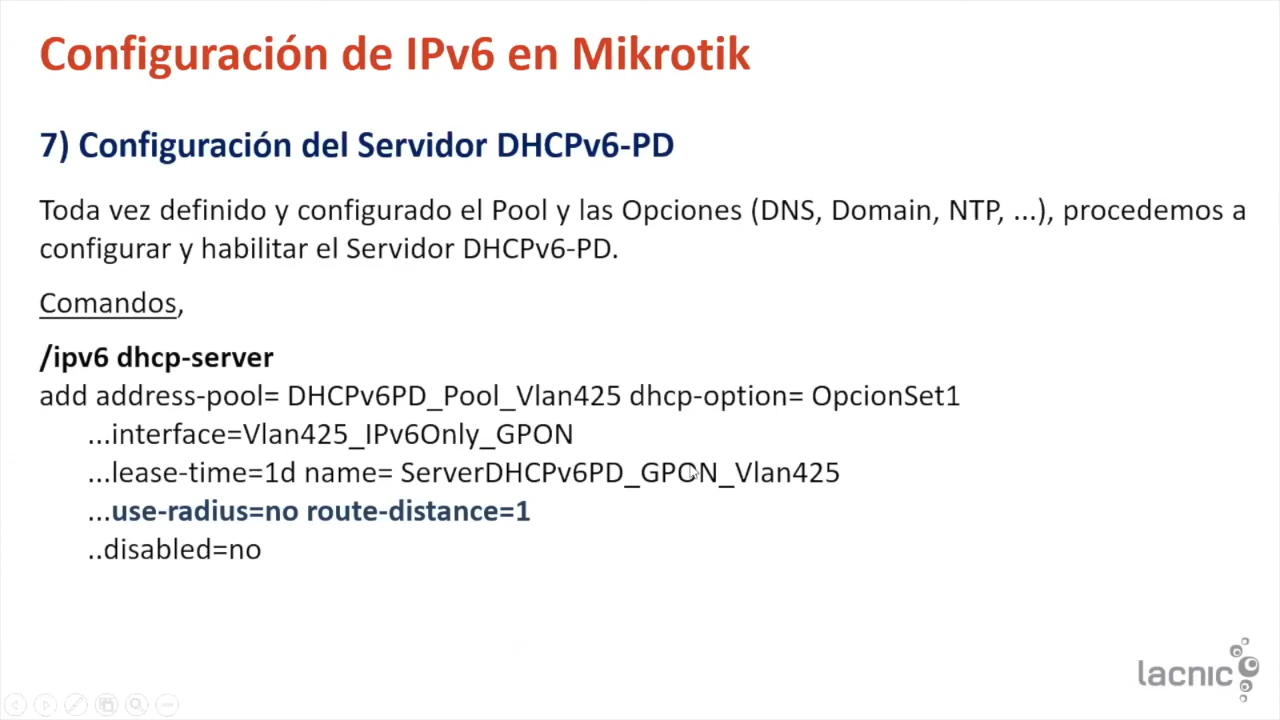 Configuración de IPv6 en Mikrotik
7) Configuración del Servidor DHCPv6-PD
Toda vez definido y configurado el Pool y las Opciones (DNS, Domain, NTP, ...), procedemos a
configurar y habilitar el Servidor DHCPv6-PD.
Comandos,
/ipv6 dhcp-server
add address-pool= DHCPv6PD_Pool_Vlan425 dhcp-option= OpcionSet1
...interface=Vlan425_IPv6Only_GPON
...lease-time=1d name= ServerDHCPv6PD_GPON_Vlan425
...use-radius=no route-distance=1
..disabled=no
lacnic